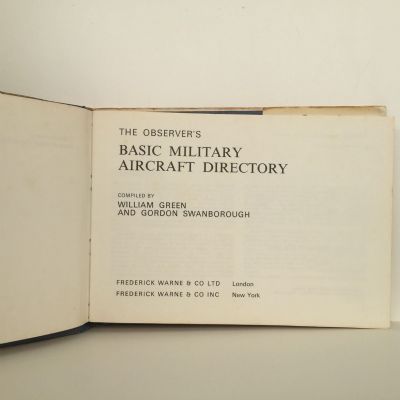 THE OBSERVER'S
BASIC MILITARY
AIRCRAFT DIRECTORY
COMPILED BY
WILLIAM GREEN
AND GORDON SWANBOROUGH
FREDERICK WARNE & CO LTD London
FREDERICK WARNE & CO INC New York